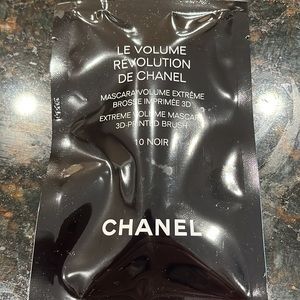 LE VOLUME
RÉVOLUTION
DE CHANEL
MASCARA VOLUME EXTRÊME
BROSSE IMPRIMÉE 3D
EXTREME VOLUME MASCARA
3D-PRINTED BRUSH
10 NOIR
CHANEL